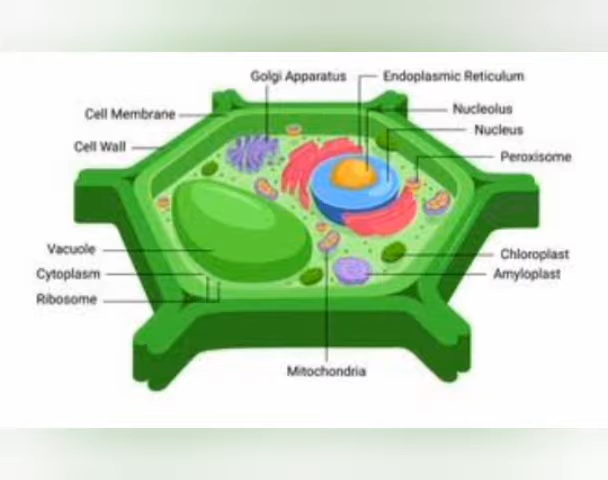 Golgi Apparatus
Endoplasmic Reticulum
Cell Membrane
Nucleolus
Nucleus
Cell Wall
Peroxisome
Vacuole
Chloroplast
Cytoplasm
Amyloplast
Ribosome
Mitochondria